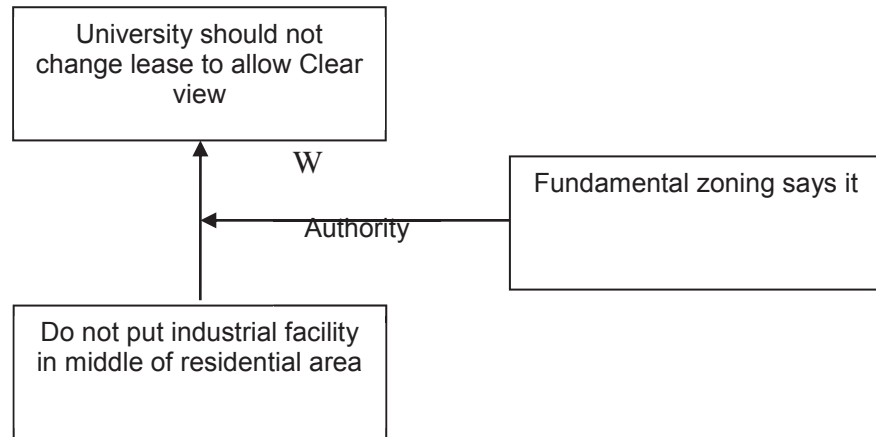 University should not
change lease to allow Clear
view
W
Fundamental zoning says it
Authority
Do not put industrial facility
in middle of residential area